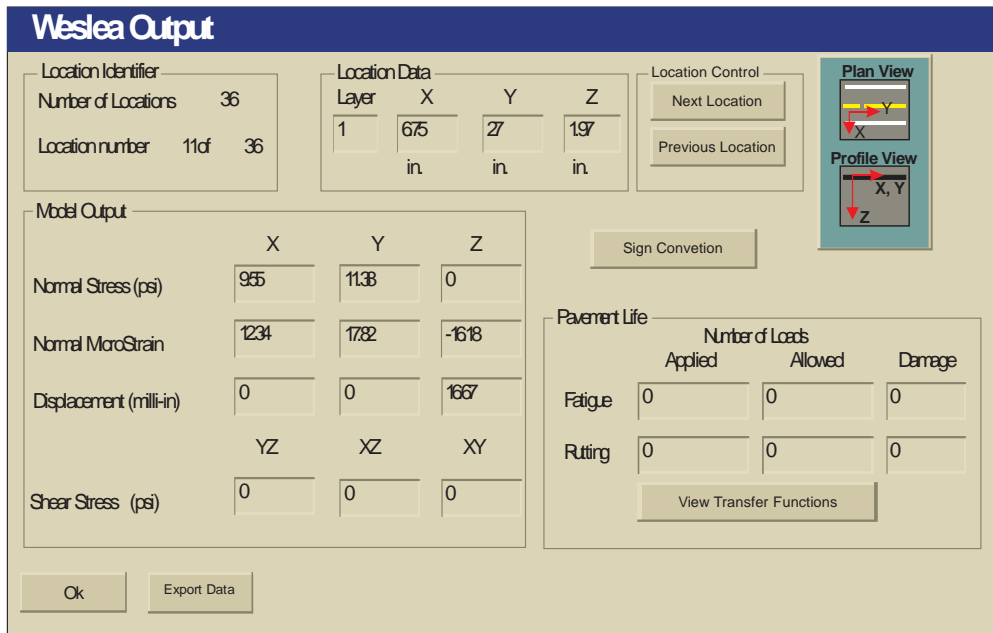 Weslea Output
Location Identifier
Number of Locations 36
Location number 11of 36
Location Data
Layer X Y Z
1 6.75 27 1.97
in. in. in.
Location Control
Next Location
Previous Location
Plan View
Y
X
Profile View
X, Y
Z
Model Output
X Y Z
Normal Stress (psi) 9.55 11.38 0
Normal MicroStrain 12.34 17.82 -16.18
Displacement (milli-in) 0 0 16.67
YZ XZ XY
Shear Stress (psi) 0 0 0
Sign Convetion
Pavement Life
Number of Loads
Applied Allowed Damage
Fatigue 0 0 0
Rutting 0 0 0
View Transfer Functions
Ok
Export Data